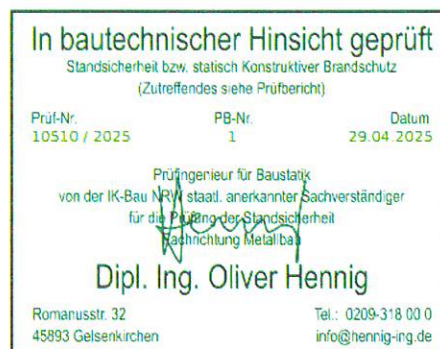 In bautechnischer Hinsicht geprüft
Standsicherheit bzw. statisch Konstruktiver Brandschutz
(Zutreffendes siehe Prüfbericht)
Prüf-Nr. PB-Nr. Datum
10510 / 2025 1 29.04.2025
Prüfingenieur für Baustatik
von der IK-Bau NRW staatl. anerkannter Sachverständiger
für die Prüfung der Standsicherheit
Fachrichtung Metallbau
Dipl. Ing. Oliver Hennig
Romanusstr. 32 Tel.: 0209-318 00 0
45893 Gelsenkirchen info@hennig-ing.de